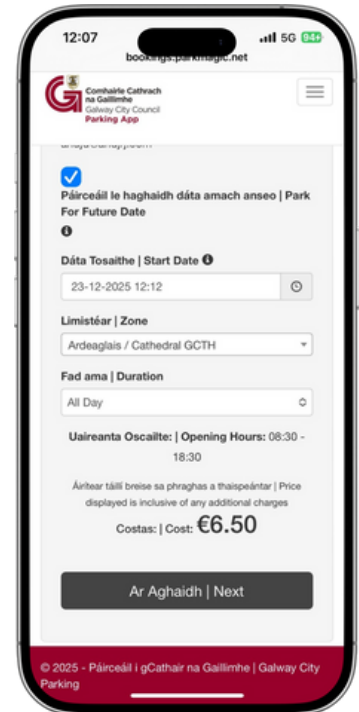 12:07
5G 94
bookings.parkmagic.net
Comhairle Cathrach
na Gaillimhe
Galway City Council
Parking App
Páirceáil le haghaidh dáta amach anseo | Park
For Future Date
Dáta Tosaithe | Start Date
23-12-2025 12:12
Limistéar | Zone
Ardeaglais / Cathedral GCTH
Fad ama | Duration
All Day
Uaireanta Oscailte: | Opening Hours: 08:30 -
18:30
Áirítear táillí breise sa phraghas a thaispeántar | Price
displayed is inclusive of any additional charges
Costas: | Cost: €6.50
Ar Aghaidh | Next
© 2025 - Páirceáil i gCathair na Gaillimhe | Galway City
Parking